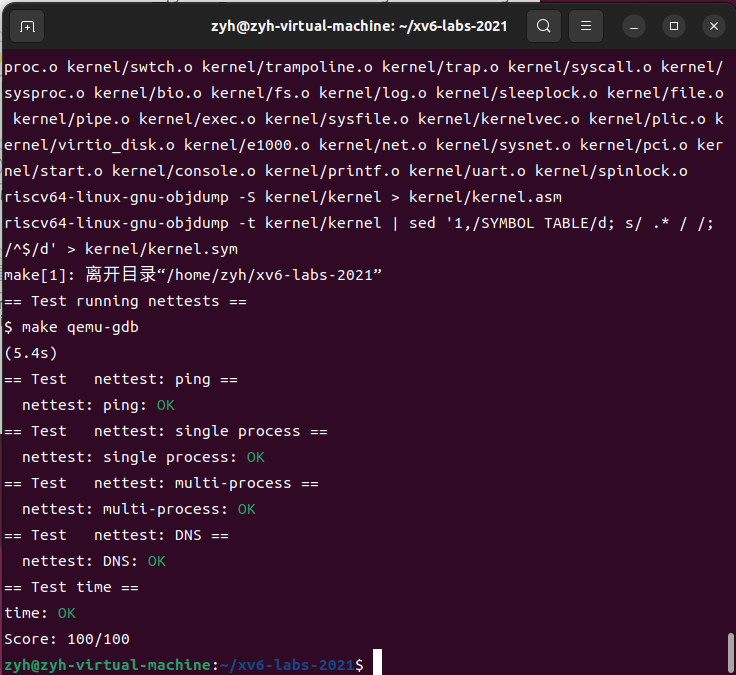 zyh@zyh-virtual-machine: ~/xv6-labs-2021
proc.o kernel/swtch.o kernel/trampoline.o kernel/trap.o kernel/syscall.o kernel/
sysproc.o kernel/bio.o kernel/fs.o kernel/log.o kernel/sleeplock.o kernel/file.o
 kernel/pipe.o kernel/exec.o kernel/sysfile.o kernel/kernelvec.o kernel/plic.o k
ernel/virtio_disk.o kernel/e1000.o kernel/net.o kernel/sysnet.o kernel/pci.o ker
nel/start.o kernel/console.o kernel/printf.o kernel/uart.o kernel/spinlock.o
riscv64-linux-gnu-objdump -S kernel/kernel > kernel/kernel.asm
riscv64-linux-gnu-objdump -t kernel/kernel | sed '1,/SYMBOL TABLE/d; s/ .* / /;
/^$/d' > kernel/kernel.sym
make[1]: 离开目录“/home/zyh/xv6-labs-2021”
== Test running nettests ==
$ make qemu-gdb
(5.4s)
== Test   nettest: ping ==
  nettest: ping: OK
== Test   nettest: single process ==
  nettest: single process: OK
== Test   nettest: multi-process ==
  nettest: multi-process: OK
== Test   nettest: DNS ==
  nettest: DNS: OK
== Test time ==
time: OK
Score: 100/100
zyh@zyh-virtual-machine:~/xv6-labs-2021$